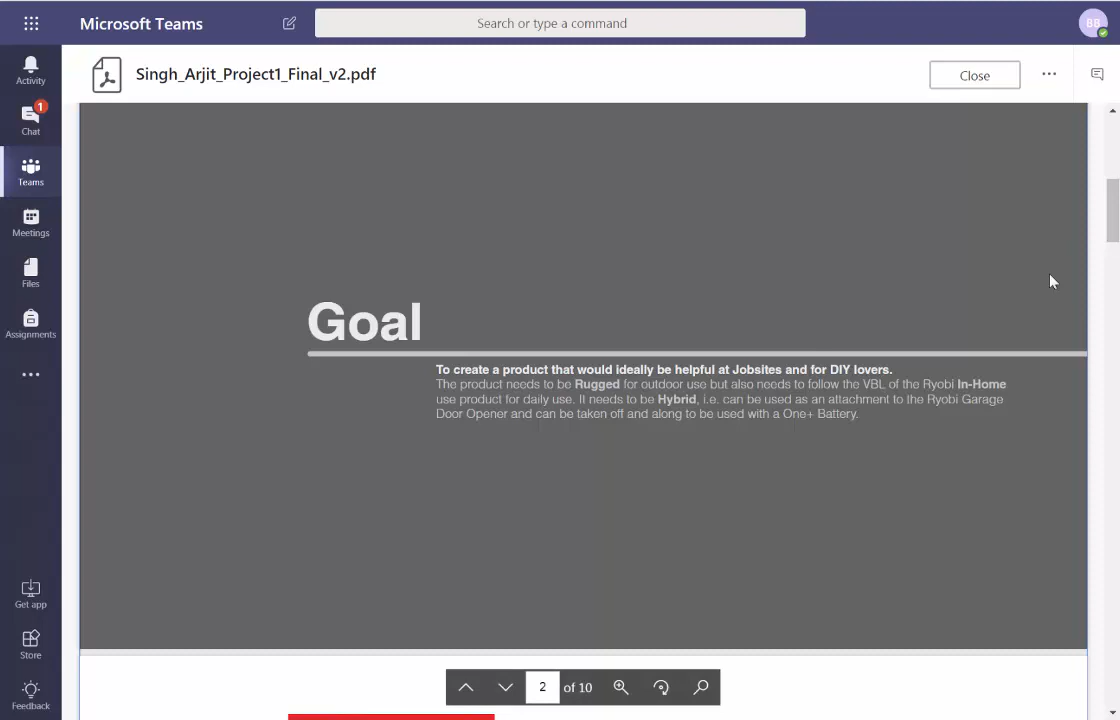 Microsoft Teams
Search or type a command
BB
Activity
Singh_Arjit_Project1_Final_v2.pdf
Close
1
Chat
Teams
Meetings
Files
Assignments
Goal
To create a product that would ideally be helpful at Jobsites and for DIY lovers.
The product needs to be Rugged for outdoor use but also needs to follow the VBL of the Ryobi In-Home
use product for daily use. It needs to be Hybrid, i.e. can be used as an attachment to the Ryobi Garage
Door Opener and can be taken off and along to be used with a One+ Battery.
Get app
Store
Feedback
2 of 10